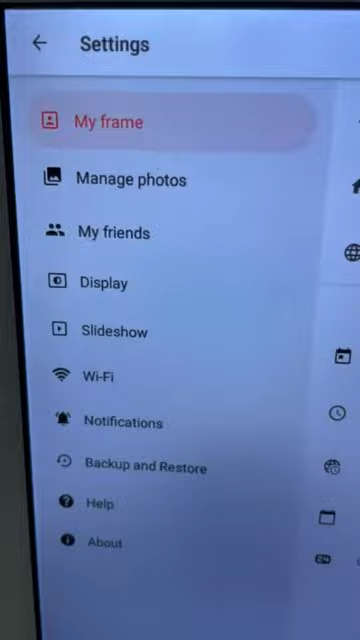 Settings
My frame
Manage photos
My friends
Display
Slideshow
Wi-Fi
Notifications
Backup and Restore
Help
About